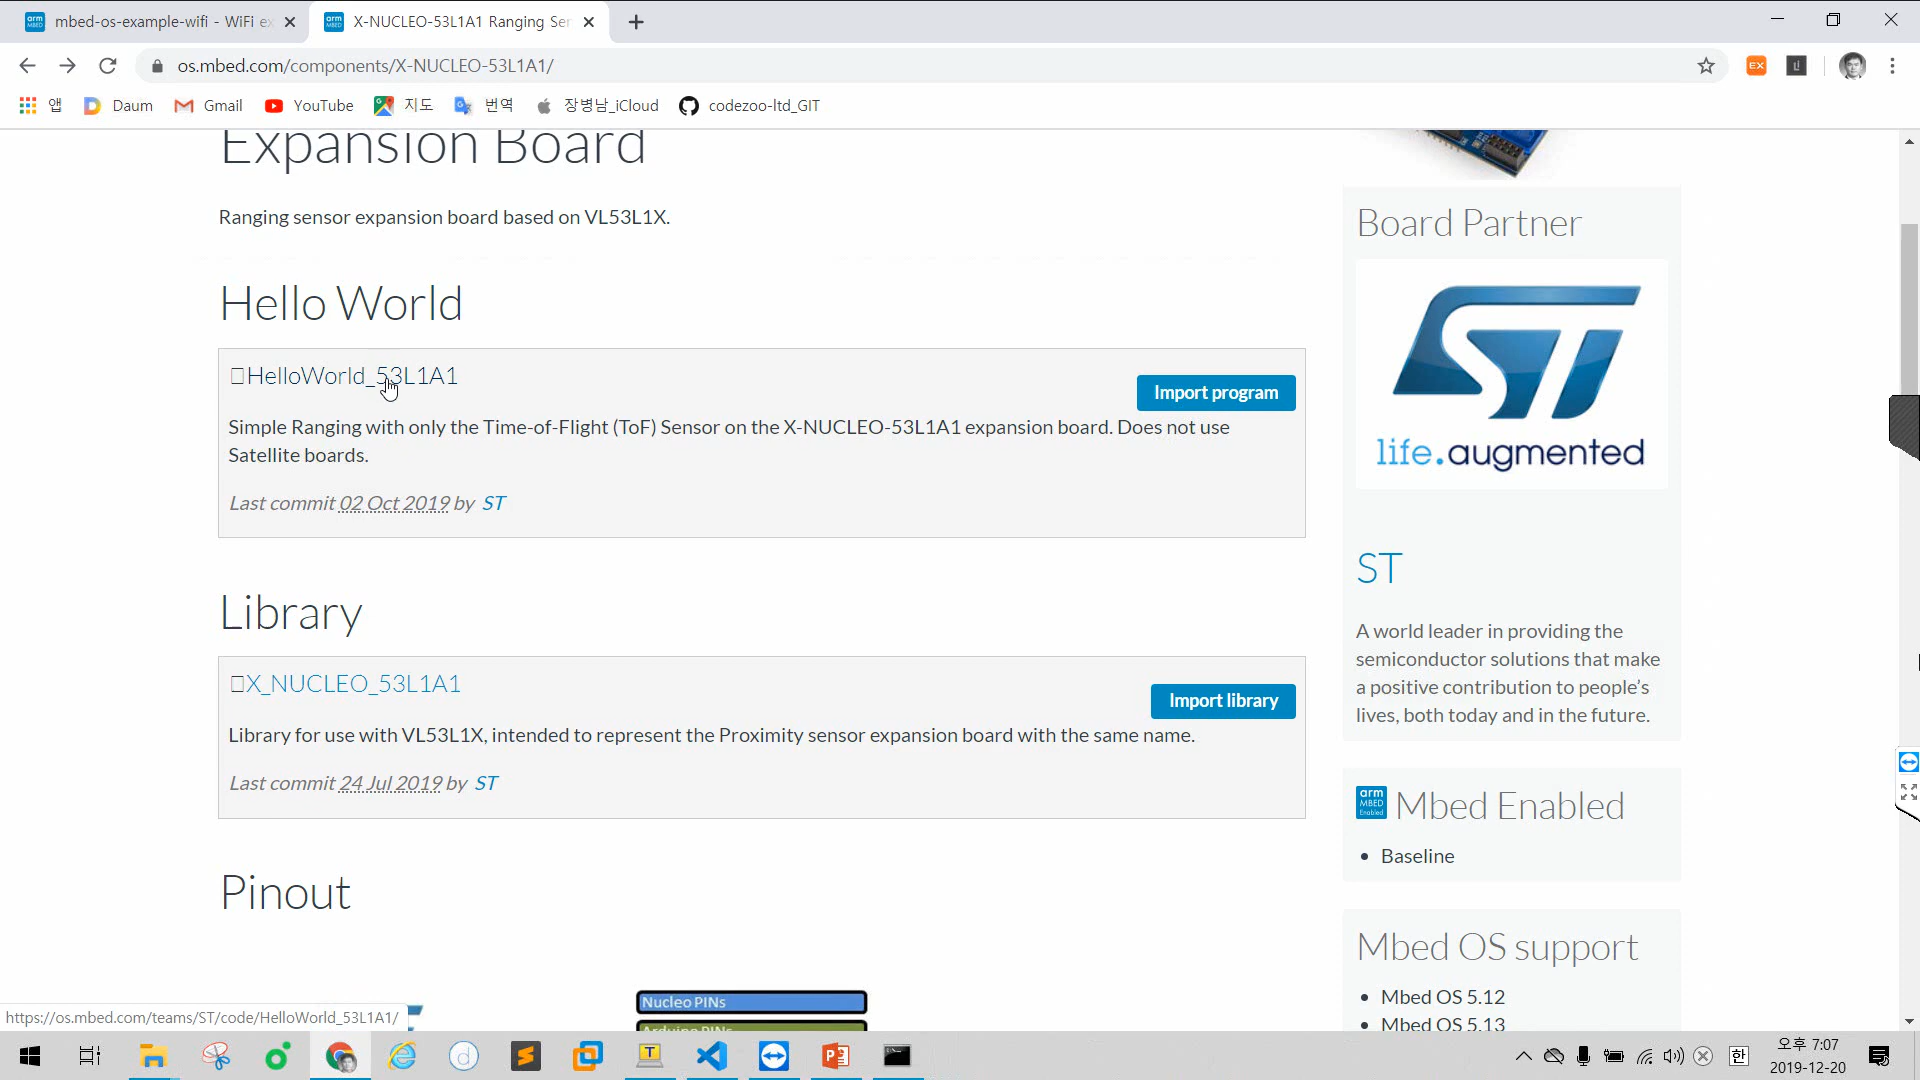 mbed-os-example-wifi - WiFi ex
X-NUCLEO-53L1A1 Ranging Ser
os.mbed.com/components/X-NUCLEO-53L1A1/
앱
Daum
Gmail
YouTube
지도
번역
장병남_iCloud
codezoo-ltd_GIT
Expansion Board
Ranging sensor expansion board based on VL53L1X.
Hello World
HelloWorld_53L1A1
Import program
Simple Ranging with only the Time-of-Flight (ToF) Sensor on the X-NUCLEO-53L1A1 expansion board. Does not use
Satellite boards.
Last commit 02 Oct 2019 by ST
Library
X_NUCLEO_53L1A1
Import library
Library for use with VL53L1X, intended to represent the Proximity sensor expansion board with the same name.
Last commit 24 Jul 2019 by ST
Pinout
Nucleo PINs
Arduino PINs
Board Partner
ST
life.augmented
ST
A world leader in providing the
semiconductor solutions that make
a positive contribution to people's
lives, both today and in the future.
arm
MBED
Enabled
Mbed Enabled
Baseline
Mbed OS support
Mbed OS 5.12
Mbed OS 5.13
https://os.mbed.com/teams/ST/code/HelloWorld_53L1A1/
한
오후 7:07
2019-12-20